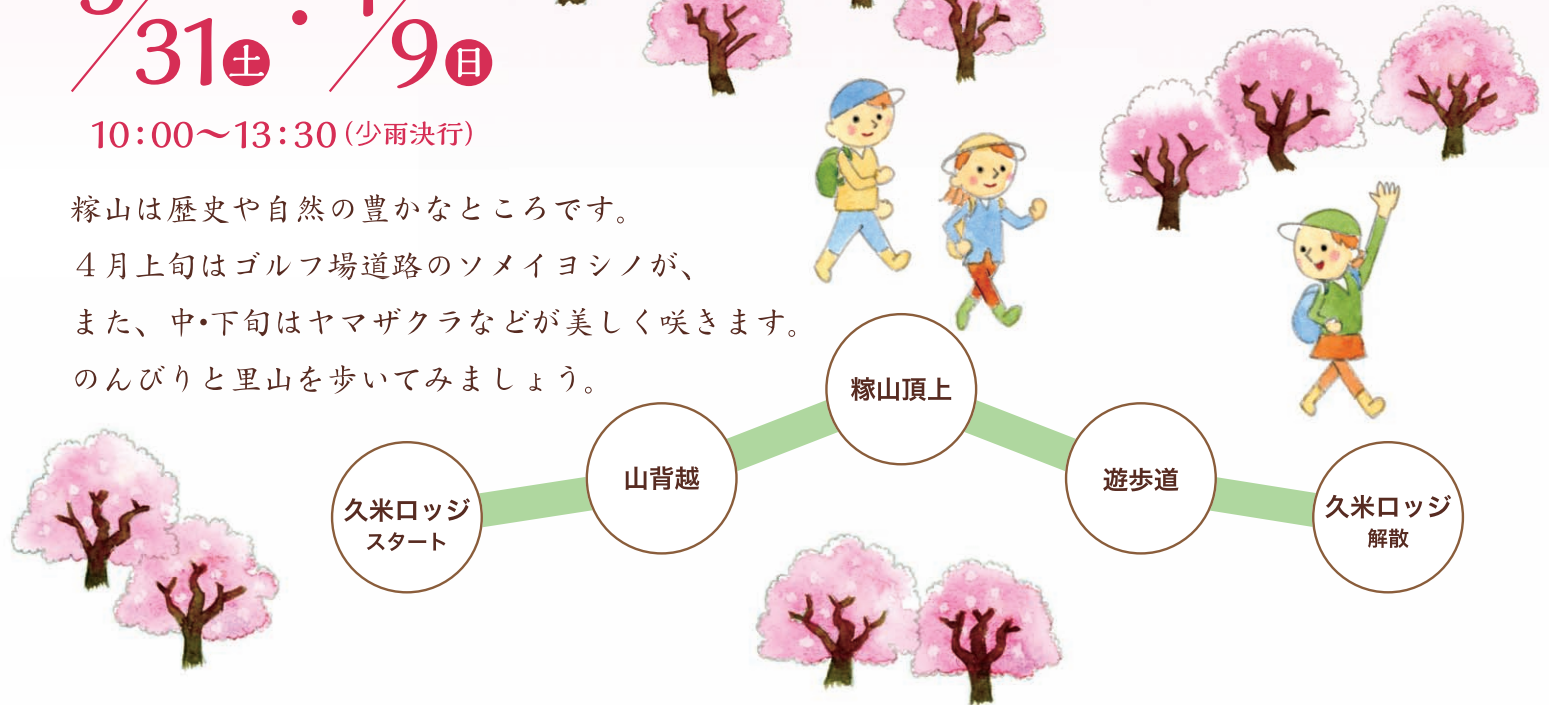 31土・
9日
10:00〜13:30(少雨決行)
糘山は歴史や自然の豊かなところです。
4月上旬はゴルフ場道路のソメイヨシノが、
また、中・下旬はヤマザクラなどが美しく咲きます。
のんびりと里山を歩いてみましょう。
糘山頂上
山背越
遊歩道
久米ロッジ
スタート
久米ロッジ
解散